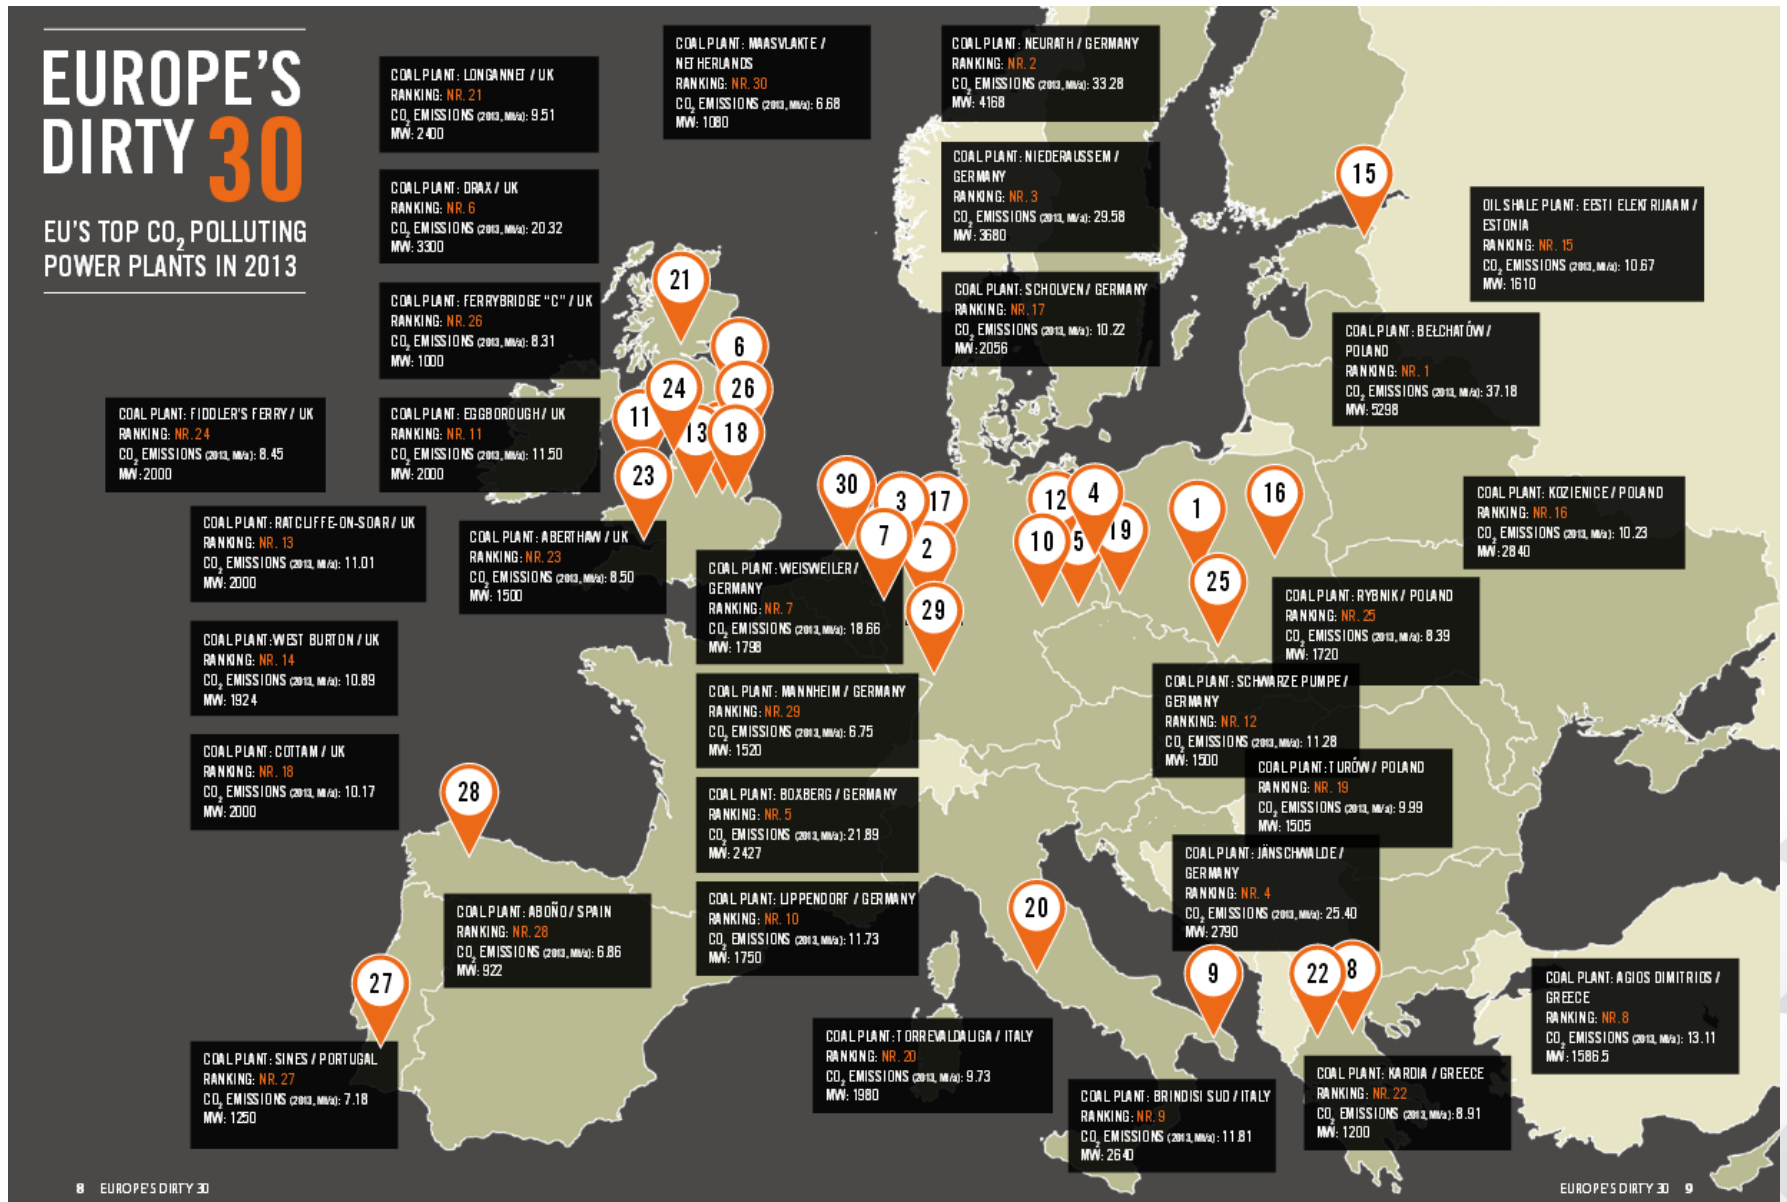 EUROPE'S
DIRTY 30
EU'S TOP CO2 POLLUTING
POWER PLANTS IN 2013
COAL PLANT: LONGANNET / UK
RANKING: NR. 21
CO2 EMISSIONS (2013, Mt/a): 9.51
MW: 2400
COAL PLANT: DRAX / UK
RANKING: NR. 6
CO2 EMISSIONS (2013, Mt/a): 20.32
MW: 3300
COAL PLANT: FERRYBRIDGE "C" / UK
RANKING: NR. 26
CO2 EMISSIONS (2013, Mt/a): 8.31
MW: 1000
COAL PLANT: EGGBOROUGH / UK
RANKING: NR. 11
CO2 EMISSIONS (2013, Mt/a): 11.50
MW: 2000
COAL PLANT: FIDDLER'S FERRY / UK
RANKING: NR. 24
CO2 EMISSIONS (2013, Mt/a): 8.45
MW: 2000
COAL PLANT: RATCLIFFE-ON-SOAR / UK
RANKING: NR. 13
CO2 EMISSIONS (2013, Mt/a): 11.01
MW: 2000
COAL PLANT: ABERTHAW / UK
RANKING: NR. 23
CO2 EMISSIONS (2013, Mt/a): 8.50
MW: 1500
COAL PLANT: WEST BURTON / UK
RANKING: NR. 14
CO2 EMISSIONS (2013, Mt/a): 10.89
MW: 1924
COAL PLANT: COTTAM / UK
RANKING: NR. 18
CO2 EMISSIONS (2013, Mt/a): 10.17
MW: 2000
COAL PLANT: ABOÑO / SPAIN
RANKING: NR. 28
CO2 EMISSIONS (2013, Mt/a): 6.86
MW: 922
COAL PLANT: SINES / PORTUGAL
RANKING: NR. 27
CO2 EMISSIONS (2013, Mt/a): 7.18
MW: 1250
COAL PLANT: MAASVLAKTE /
NETHERLANDS
RANKING: NR. 30
CO2 EMISSIONS (2013, Mt/a): 6.68
MW: 1080
COAL PLANT: NEURATH / GERMANY
RANKING: NR. 2
CO2 EMISSIONS (2013, Mt/a): 33.28
MW: 4168
COAL PLANT: NIEDERAUSSEM /
GERMANY
RANKING: NR. 3
CO2 EMISSIONS (2013, Mt/a): 29.58
MW: 3680
COAL PLANT: SCHOLVEN / GERMANY
RANKING: NR. 17
CO2 EMISSIONS (2013, Mt/a): 10.22
MW: 2056
OIL SHALE PLANT: EESTI ELEKTRIJAAM /
ESTONIA
RANKING: NR. 15
CO2 EMISSIONS (2013, Mt/a): 10.67
MW: 1610
COAL PLANT: BEŁCHATÓW /
POLAND
RANKING: NR. 1
CO2 EMISSIONS (2013, Mt/a): 37.18
MW: 5298
COAL PLANT: KOZIENICE / POLAND
RANKING: NR. 16
CO2 EMISSIONS (2013, Mt/a): 10.23
MW: 2840
COAL PLANT: WEISWEILER /
GERMANY
RANKING: NR. 7
CO2 EMISSIONS (2013, Mt/a): 18.66
MW: 1798
COAL PLANT: MANNHEIM / GERMANY
RANKING: NR. 29
CO2 EMISSIONS (2013, Mt/a): 6.75
MW: 1520
COAL PLANT: BOXBERG / GERMANY
RANKING: NR. 5
CO2 EMISSIONS (2013, Mt/a): 21.89
MW: 2427
COAL PLANT: LIPPENDORF / GERMANY
RANKING: NR. 10
CO2 EMISSIONS (2013, Mt/a): 11.73
MW: 1750
COAL PLANT: RYBNIK / POLAND
RANKING: NR. 25
CO2 EMISSIONS (2013, Mt/a): 8.39
MW: 1720
COAL PLANT: SCHWARZE PUMPE /
GERMANY
RANKING: NR. 12
CO2 EMISSIONS (2013, Mt/a): 11.28
MW: 1500
COAL PLANT: TURÓW / POLAND
RANKING: NR. 19
CO2 EMISSIONS (2013, Mt/a): 9.99
MW: 1505
COAL PLANT: JÄNSCHWALDE /
GERMANY
RANKING: NR. 4
CO2 EMISSIONS (2013, Mt/a): 25.40
MW: 2790
COAL PLANT: TORREVALDALIGA / ITALY
RANKING: NR. 20
CO2 EMISSIONS (2013, Mt/a): 9.73
MW: 1980
COAL PLANT: BRINDISI SUD / ITALY
RANKING: NR. 9
CO2 EMISSIONS (2013, Mt/a): 11.81
MW: 2640
COAL PLANT: KARDIA / GREECE
RANKING: NR. 22
CO2 EMISSIONS (2013, Mt/a): 8.91
MW: 1200
COAL PLANT: AGIOS DIMITRIOS /
GREECE
RANKING: NR. 8
CO2 EMISSIONS (2013, Mt/a): 13.11
MW: 1586.5
15
21
6
24
26
11
13
18
23
30
3
17
7
2
29
12
4
10
5
19
1
16
25
28
27
20
9
22
8
8 EUROPE'S DIRTY 30
EUROPE'S DIRTY 30 9